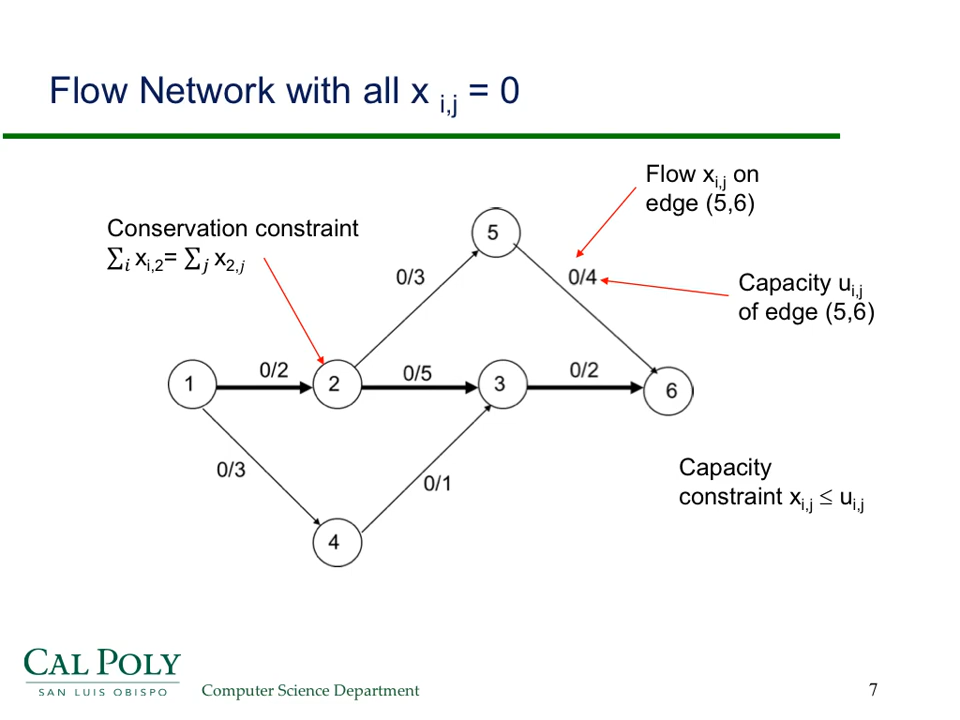 Flow Network with all x i,j = 0
Flow xi,j on
edge (5,6)
Conservation constraint
∑i xi,2= ∑j x2,j
5
0/3
0/4
Capacity ui,j
of edge (5,6)
1
0/2
2
0/5
3
0/2
6
0/3
0/1
Capacity
constraint xi,j ≤ ui,j
4
CAL POLY
SAN LUIS OBISPO
Computer Science Department
7